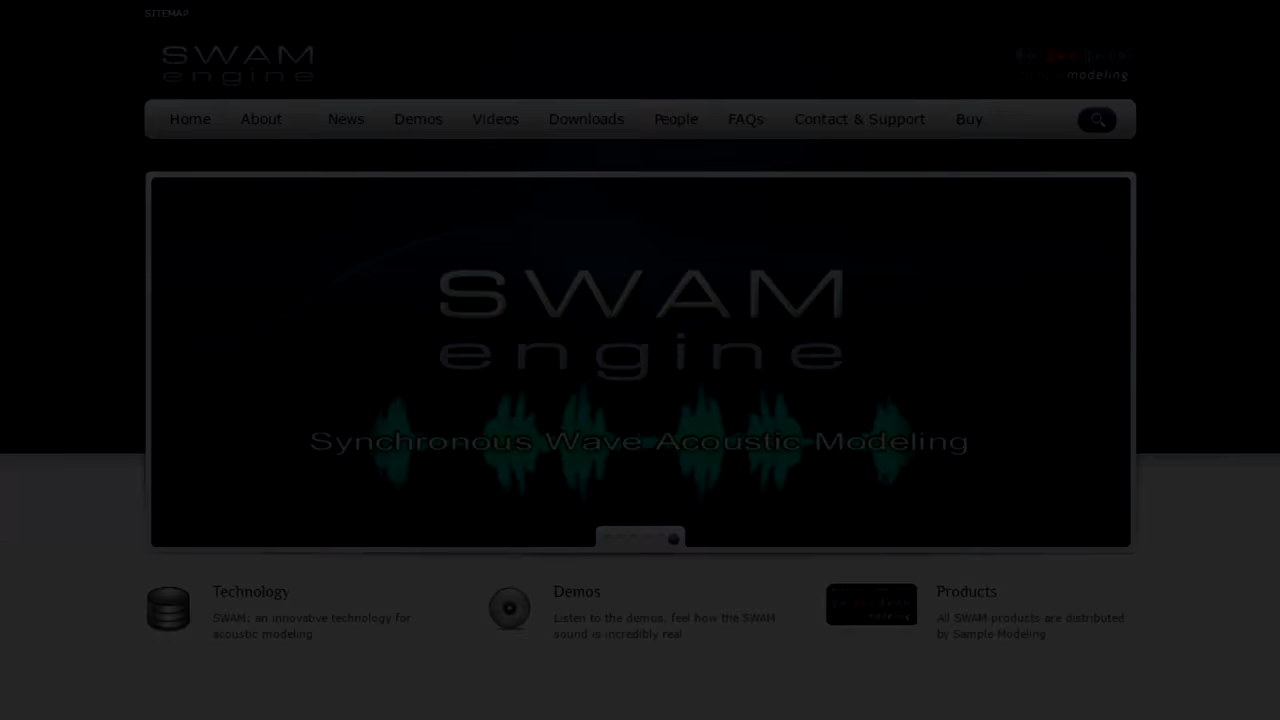 SITEMAP
SWAM
engine
modeling
Home About News Demos Videos Downloads People FAQs Contact & Support Buy
SWAM
engine
Synchronous Wave Acoustic Modeling
Technology
SWAM: an innovative technology for
acoustic modeling
Demos
Listen to the demos, feel how the SWAM
sound is incredibly real
modeling
Products
All SWAM products are distributed
by Sample Modeling